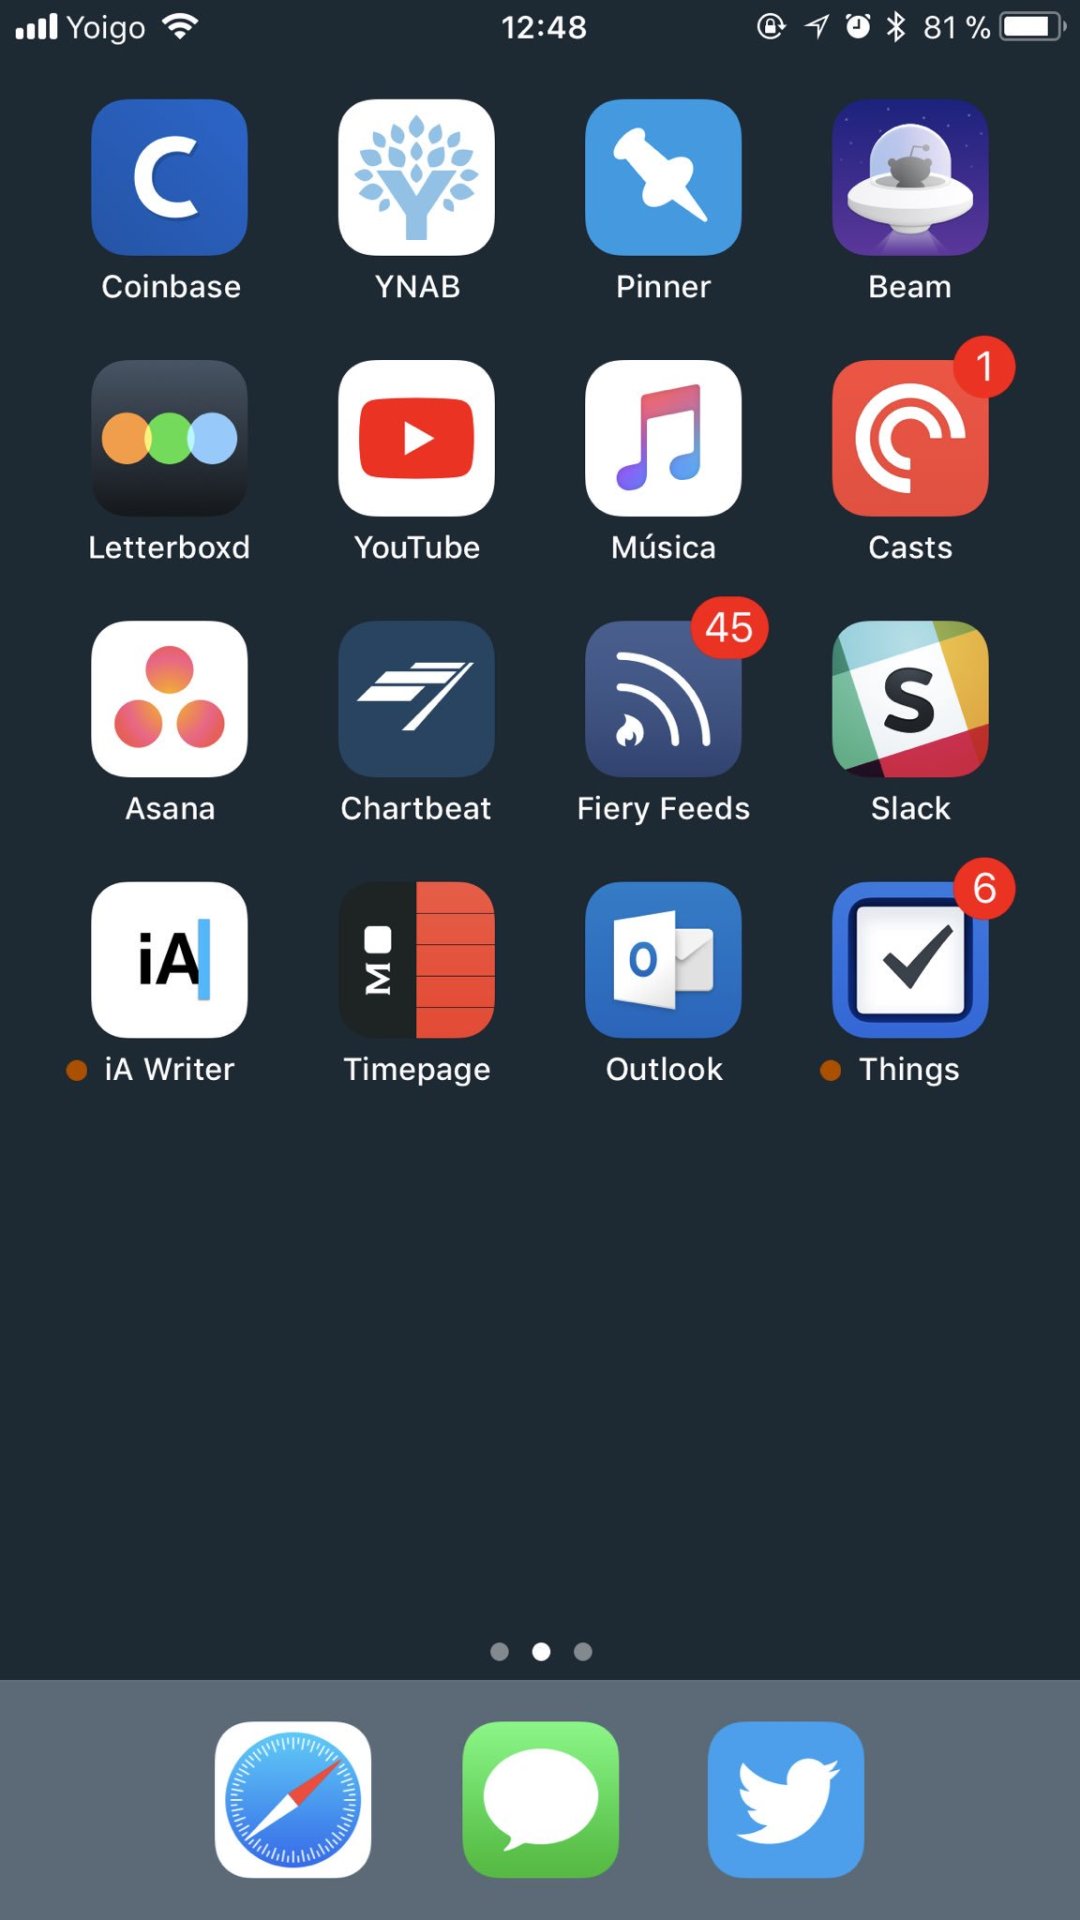 Yoigo 12:48 81 %
Coinbase YNAB Pinner Beam
1
Letterboxd YouTube Música Casts
45
S
Asana Chartbeat Fiery Feeds Slack
6
iA M O
iA Writer Timepage Outlook Things